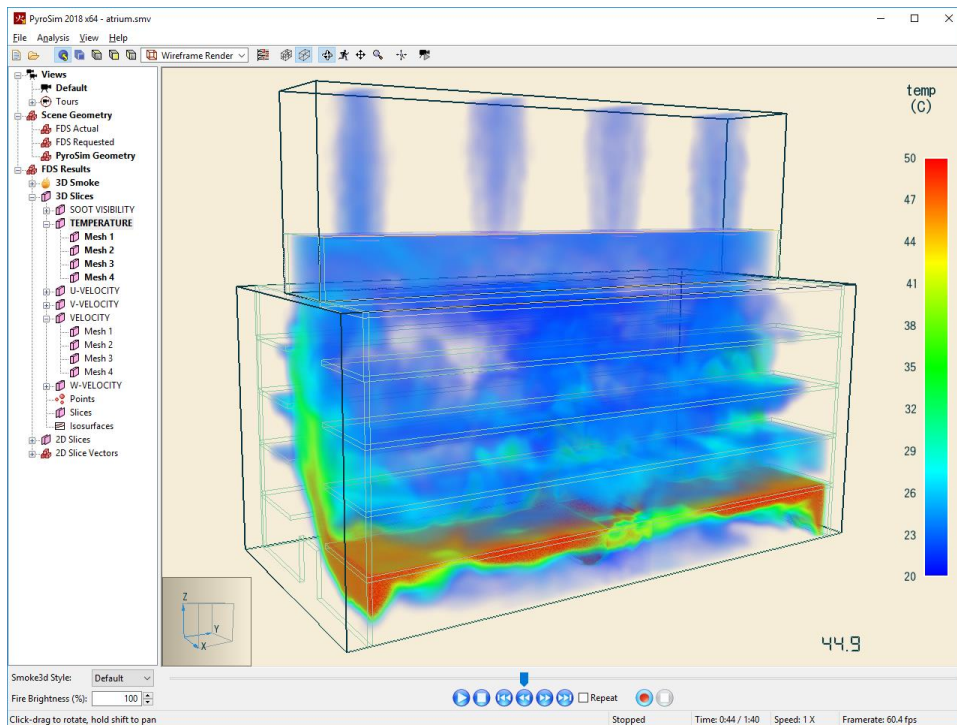 PyroSim 2018 x64 - atrium.smv
File Analysis View Help
Wireframe Render
Views
Default
Tours
Scene Geometry
FDS Actual
FDS Requested
PyroSim Geometry
FDS Results
3D Smoke
3D Slices
SOOT VISIBILITY
TEMPERATURE
Mesh 1
Mesh 2
Mesh 3
Mesh 4
U-VELOCITY
V-VELOCITY
VELOCITY
Mesh 1
Mesh 2
Mesh 3
Mesh 4
W-VELOCITY
Points
Slices
Isosurfaces
2D Slices
2D Slice Vectors
temp
(C)
50
47
44
41
38
35
32
29
26
23
20
Z
Y
X
44.9
Smoke3d Style: Default
Fire Brightness (%): 100
Repeat
Click-drag to rotate, hold shift to pan
Stopped Time: 0:44 / 1:40 Speed: 1 X Framerate: 60.4 fps